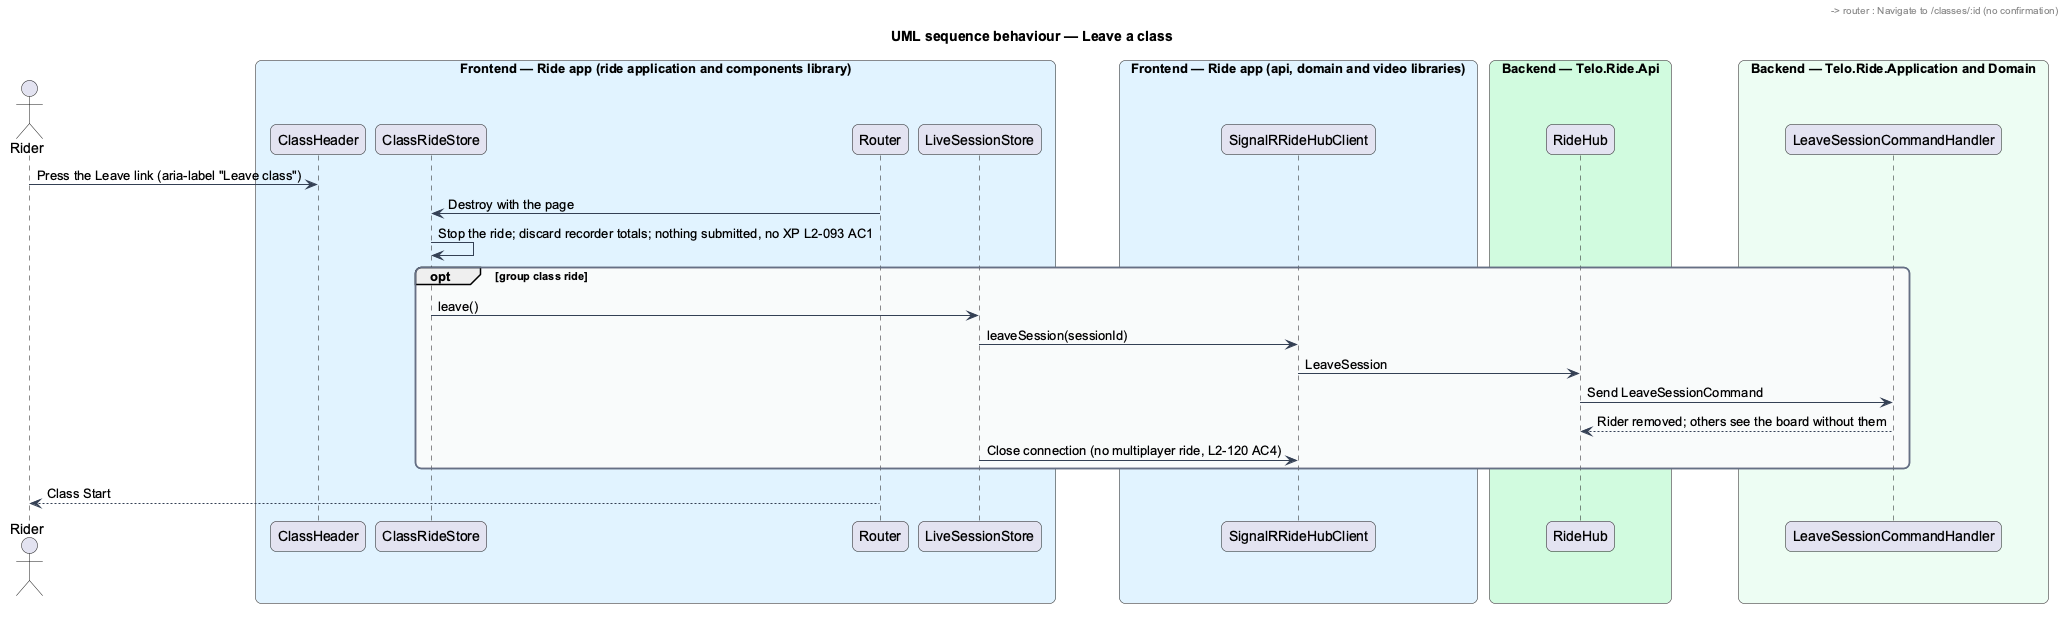 -> router : Navigate to /classes/:id (no confirmation)
UML sequence behaviour — Leave a class
Frontend — Ride app (ride application and components library)
Frontend — Ride app (api, domain and video libraries)
Backend — Telo.Ride.Api
Backend — Telo.Ride.Application and Domain
Rider
ClassHeader
ClassRideStore
Router
LiveSessionStore
SignalRRideHubClient
RideHub
LeaveSessionCommandHandler
Press the Leave link (aria-label "Leave class")
Destroy with the page
Stop the ride; discard recorder totals; nothing submitted, no XP L2-093 AC1
opt
[group class ride]
leave()
leaveSession(sessionId)
LeaveSession
Send LeaveSessionCommand
Rider removed; others see the board without them
Close connection (no multiplayer ride, L2-120 AC4)
Class Start
Rider
ClassHeader
ClassRideStore
Router
LiveSessionStore
SignalRRideHubClient
RideHub
LeaveSessionCommandHandler